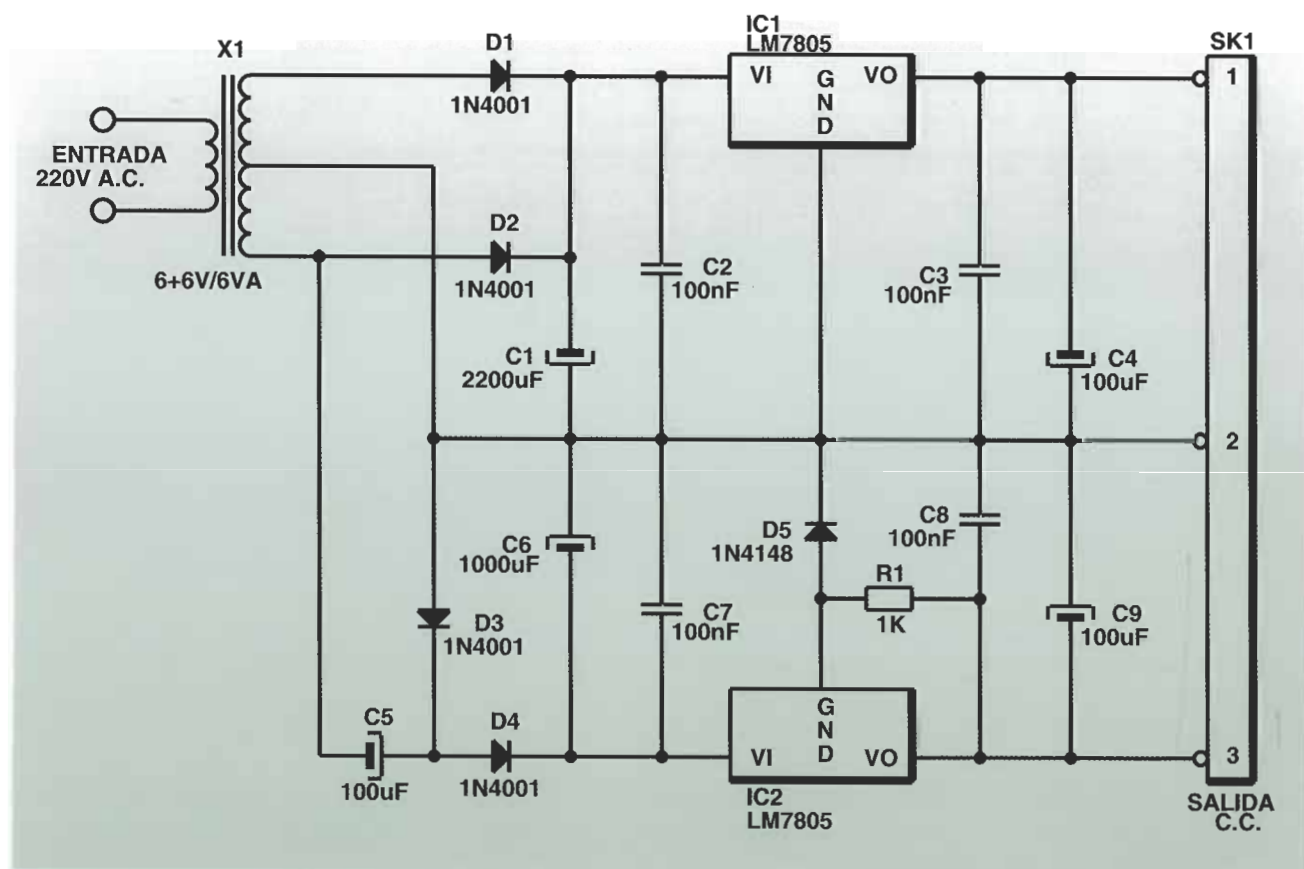 X1
ENTRADA
220V A.C.
6+6V/6VA
D1
1N4001
D2
1N4001
C1
2200uF
C2
100nF
IC1
LM7805
VI
GND
VO
C3
100nF
C4
100uF
SK1
1
2
3
SALIDA
C.C.
C6
1000uF
C7
100nF
D5
1N4148
R1
1K
C8
100nF
C9
100uF
D3
1N4001
C5
100uF
D4
1N4001
VI
GND
VO
IC2
LM7805